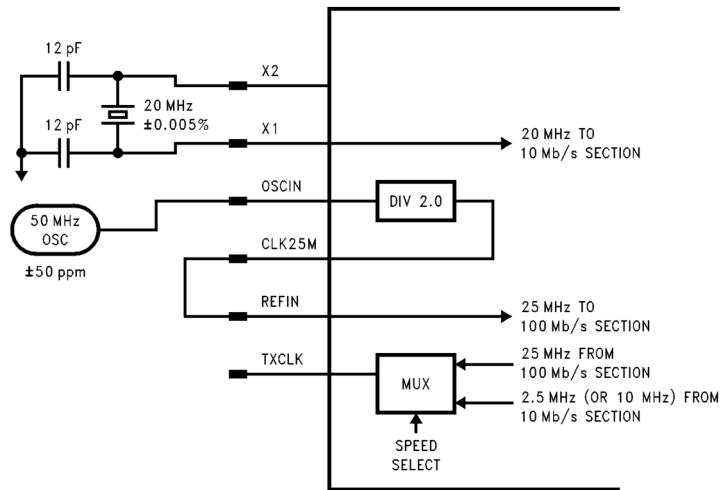 12 pF
X2
20 MHz
±0.005%
12 pF
X1
20 MHz TO
10 Mb/s SECTION
OSCIN
DIV 2.0
50 MHz
OSC
±50 ppm
CLK25M
REFIN
25 MHz TO
100 Mb/s SECTION
TXCLK
MUX
25 MHz FROM
100 Mb/s SECTION
2.5 MHz (OR 10 MHz) FROM
10 Mb/s SECTION
SPEED
SELECT